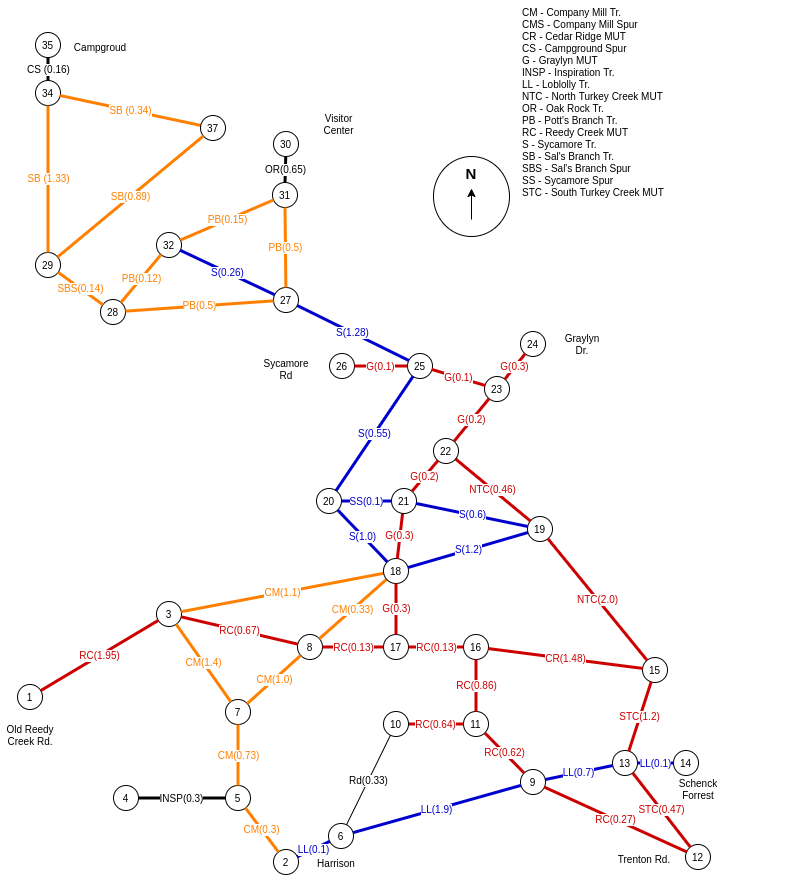 CM - Company Mill Tr.
CMS - Company Mill Spur
CR - Cedar Ridge MUT
CS - Campground Spur
G - Graylyn MUT
INSP - Inspiration Tr.
LL - Loblolly Tr.
NTC - North Turkey Creek MUT
OR - Oak Rock Tr.
PB - Pott's Branch Tr.
RC - Reedy Creek MUT
S - Sycamore Tr.
SB - Sal's Branch Tr.
SBS - Sal's Spur
SS - Sycamore Spur
STC - South Turkey Creek MUT
35
Campgroud
CS (0.16)
34
SB (0.34)
37
Visitor
Center
30
OR(0.65)
N
SB (1.33)
SB(0.89)
31
PB(0.15)
32
PB(0.5)
29
S(0.26)
PB(0.12)
SBS(0.14)
28
PB(0.5)
27
S(1.28)
24
Graylyn
Dr.
Sycamore
Rd
26
G(0.1)
25
G(0.1)
G(0.3)
23
G(0.2)
S(0.55)
22
G(0.2)
NTC(0.46)
20
SS(0.1)
21
S(0.6)
19
S(1.0)
G(0.3)
S(1.2)
18
CM(1.1)
NTC(2.0)
3
CM(0.33)
G(0.3)
RC(0.67)
8
RC(0.13)
17
RC(0.13)
16
CR(1.48)
15
RC(1.95)
CM(1.4)
CM(1.0)
RC(0.86)
1
7
STC(1.2)
Old Reedy
Creek Rd.
10
RC(0.64)
11
CM(0.73)
RC(0.62)
13
LL(0.1)
14
Schenck
Forrest
Rd(0.33)
LL(0.7)
9
4
INSP(0.3)
5
LL(1.9)
STC(0.47)
RC(0.27)
CM(0.3)
6
LL(0.1)
2
Harrison
Trenton Rd.
12